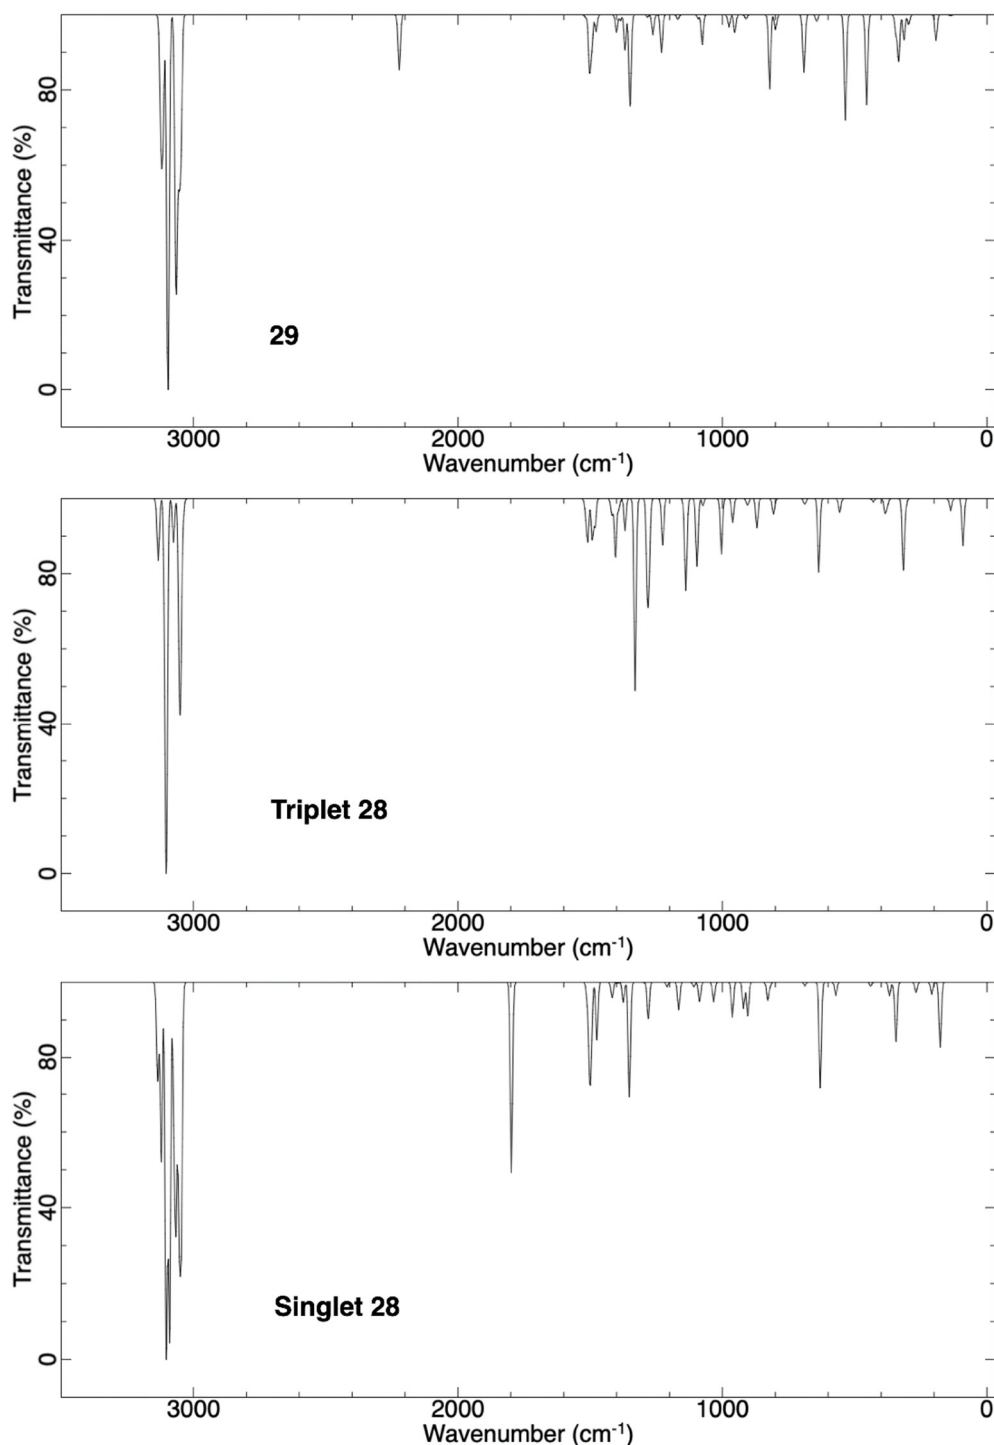 80
40
0
Transmittance (%)
29
3000 2000 1000 0
Wavenumber (cm-1)
80
40
0
Transmittance (%)
Triplet 28
3000 2000 1000 0
Wavenumber (cm-1)
80
40
0
Transmittance (%)
Singlet 28
3000 2000 1000 0
Wavenumber (cm-1)